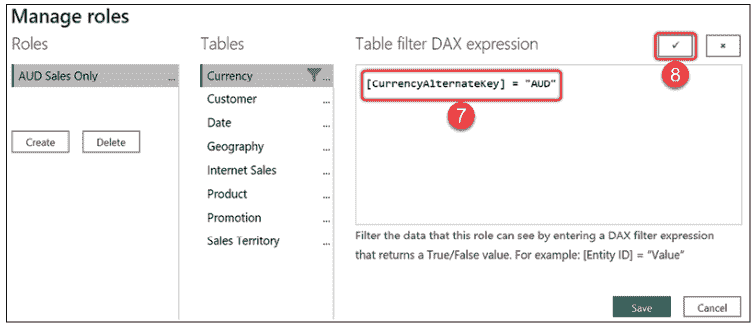 Manage roles
Roles
Tables
Table filter DAX expression
✓
×
8
AUD Sales Only
...
Create
Delete
Currency
...
Customer
...
Date
...
Geography
...
Internet Sales
...
Product
...
Promotion
...
Sales Territory
...
[CurrencyAlternateKey] = "AUD"
7
Filter the data that this role can see by entering a DAX filter expression
that returns a True/False value. For example: [Entity ID] = “Value”
Save
Cancel